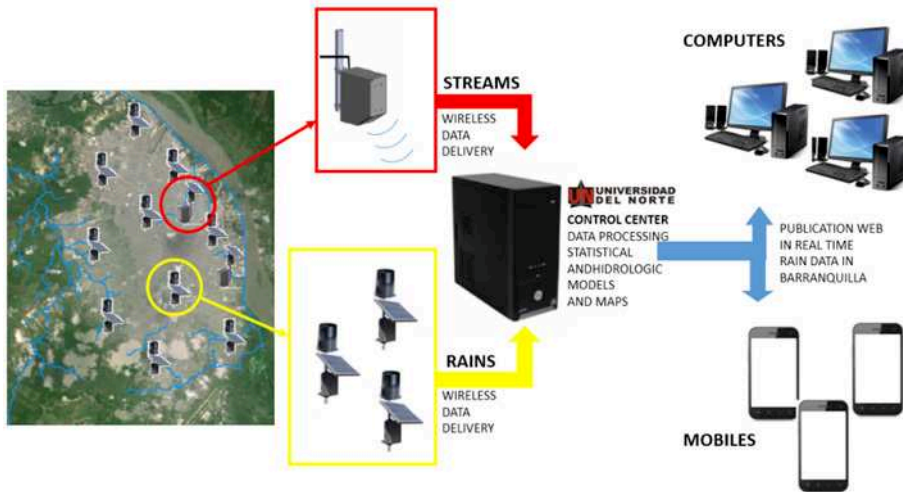 STREAMS
WIRELESS
DATA
DELIVERY
RAINS
WIRELESS
DATA
DELIVERY
UN UNIVERSIDAD
DEL NORTE
CONTROL CENTER
DATA PROCESSING
STATISTICAL
ANDHIDROLOGIC
MODELS
AND MAPS
COMPUTERS
PUBLICATION WEB
IN REAL TIME
RAIN DATA IN
BARRANQUILLA
MOBILES